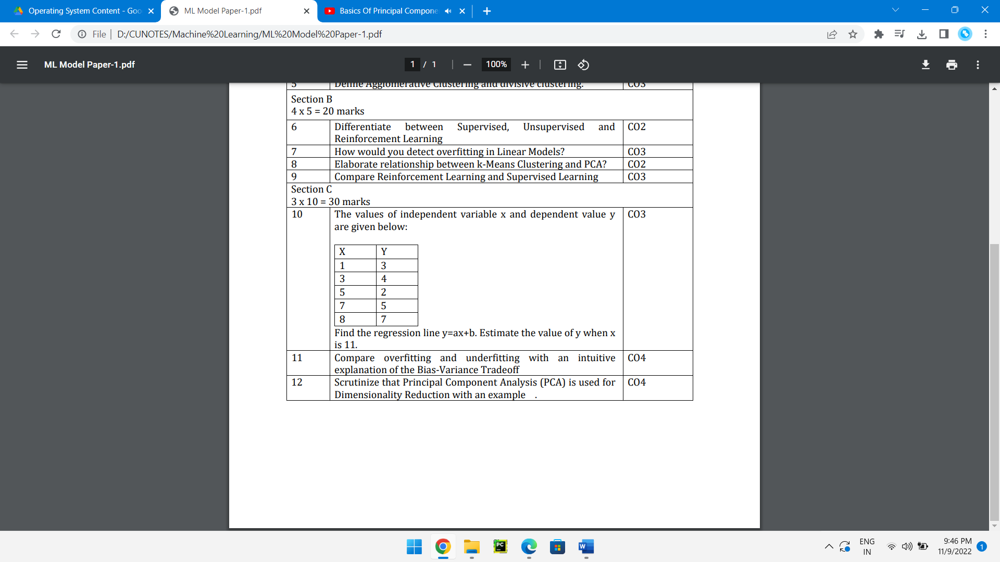 Operating System Content - Goo
ML Model Paper-1.pdf
Basics Of Principal Compone
File
D:/CUNOTES/Machine%20Learning/ML%20Model%20Paper-1.pdf
ML Model Paper-1.pdf
1 / 1
100%
5 Define Agglomerative Clustering and divisive clustering. CO3
Section B
4 x 5 = 20 marks
6 Differentiate between Supervised, Unsupervised and CO2
Reinforcement Learning
7 How would you detect overfitting in Linear Models? CO3
8 Elaborate relationship between k-Means Clustering and PCA? CO2
9 Compare Reinforcement Learning and Supervised Learning CO3
Section C
3 x 10 = 30 marks
10 The values of independent variable x and dependent value y CO3
are given below:
X Y
1 3
3 4
5 2
7 5
8 7
Find the regression line y=ax+b. Estimate the value of y when x
is 11.
11 Compare overfitting and underfitting with an intuitive CO4
explanation of the Bias-Variance Tradeoff
12 Scrutinize that Principal Component Analysis (PCA) is used for CO4
Dimensionality Reduction with an example .
PC
W
ENG
IN
9:46 PM
11/9/2022
1